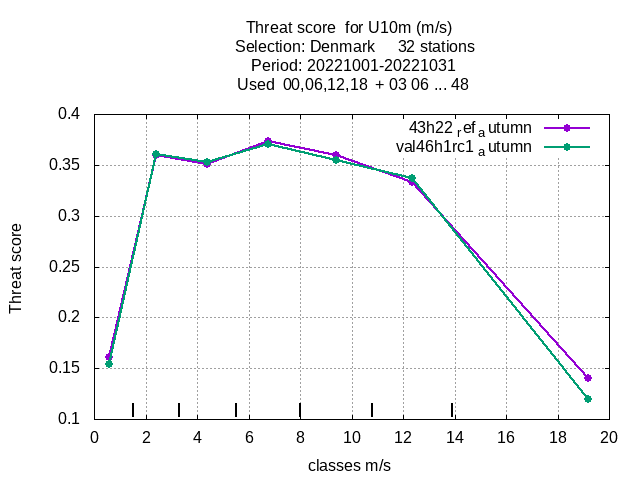 Threat score for U10m (m/s)
Selection: Denmark 32 stations
Period: 20221001-20221031
Used 00,06,12,18 + 03 06 ... 48
43h22_ref_autumn
val46h1rc1_autumn
0.4
0.35
0.3
0.25
0.2
0.15
0.1
Threat score
0 2 4 6 8 10 12 14 16 18 20
classes m/s